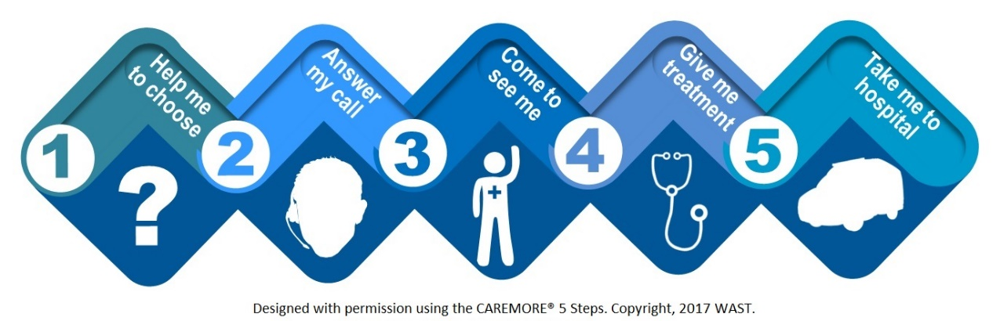 1
Help me
to choose
?
2
Answer
my call
3
Come to
see me
4
Give me
treatment
5
Take me to
hospital
Designed with permission using the CAREMORE® 5 Steps. Copyright, 2017 WAST.